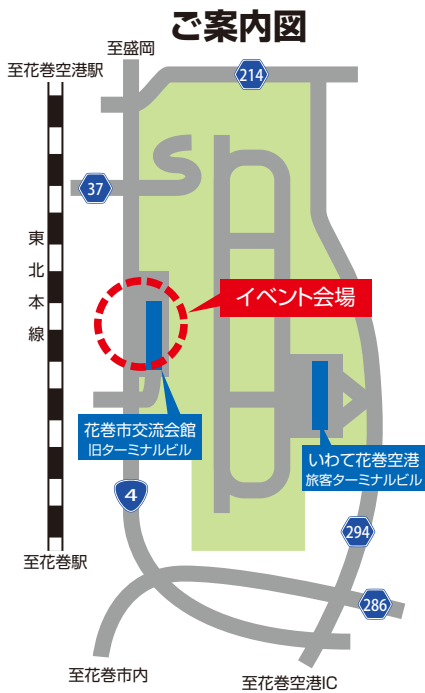 ご案内図
至盛岡
至花巻空港駅
214
37
東北本線
イベント会場
花巻市交流会館
旧ターミナルビル
いわて花巻空港
旅客ターミナルビル
4
294
至花巻駅
286
至花巻市内
至花巻空港IC